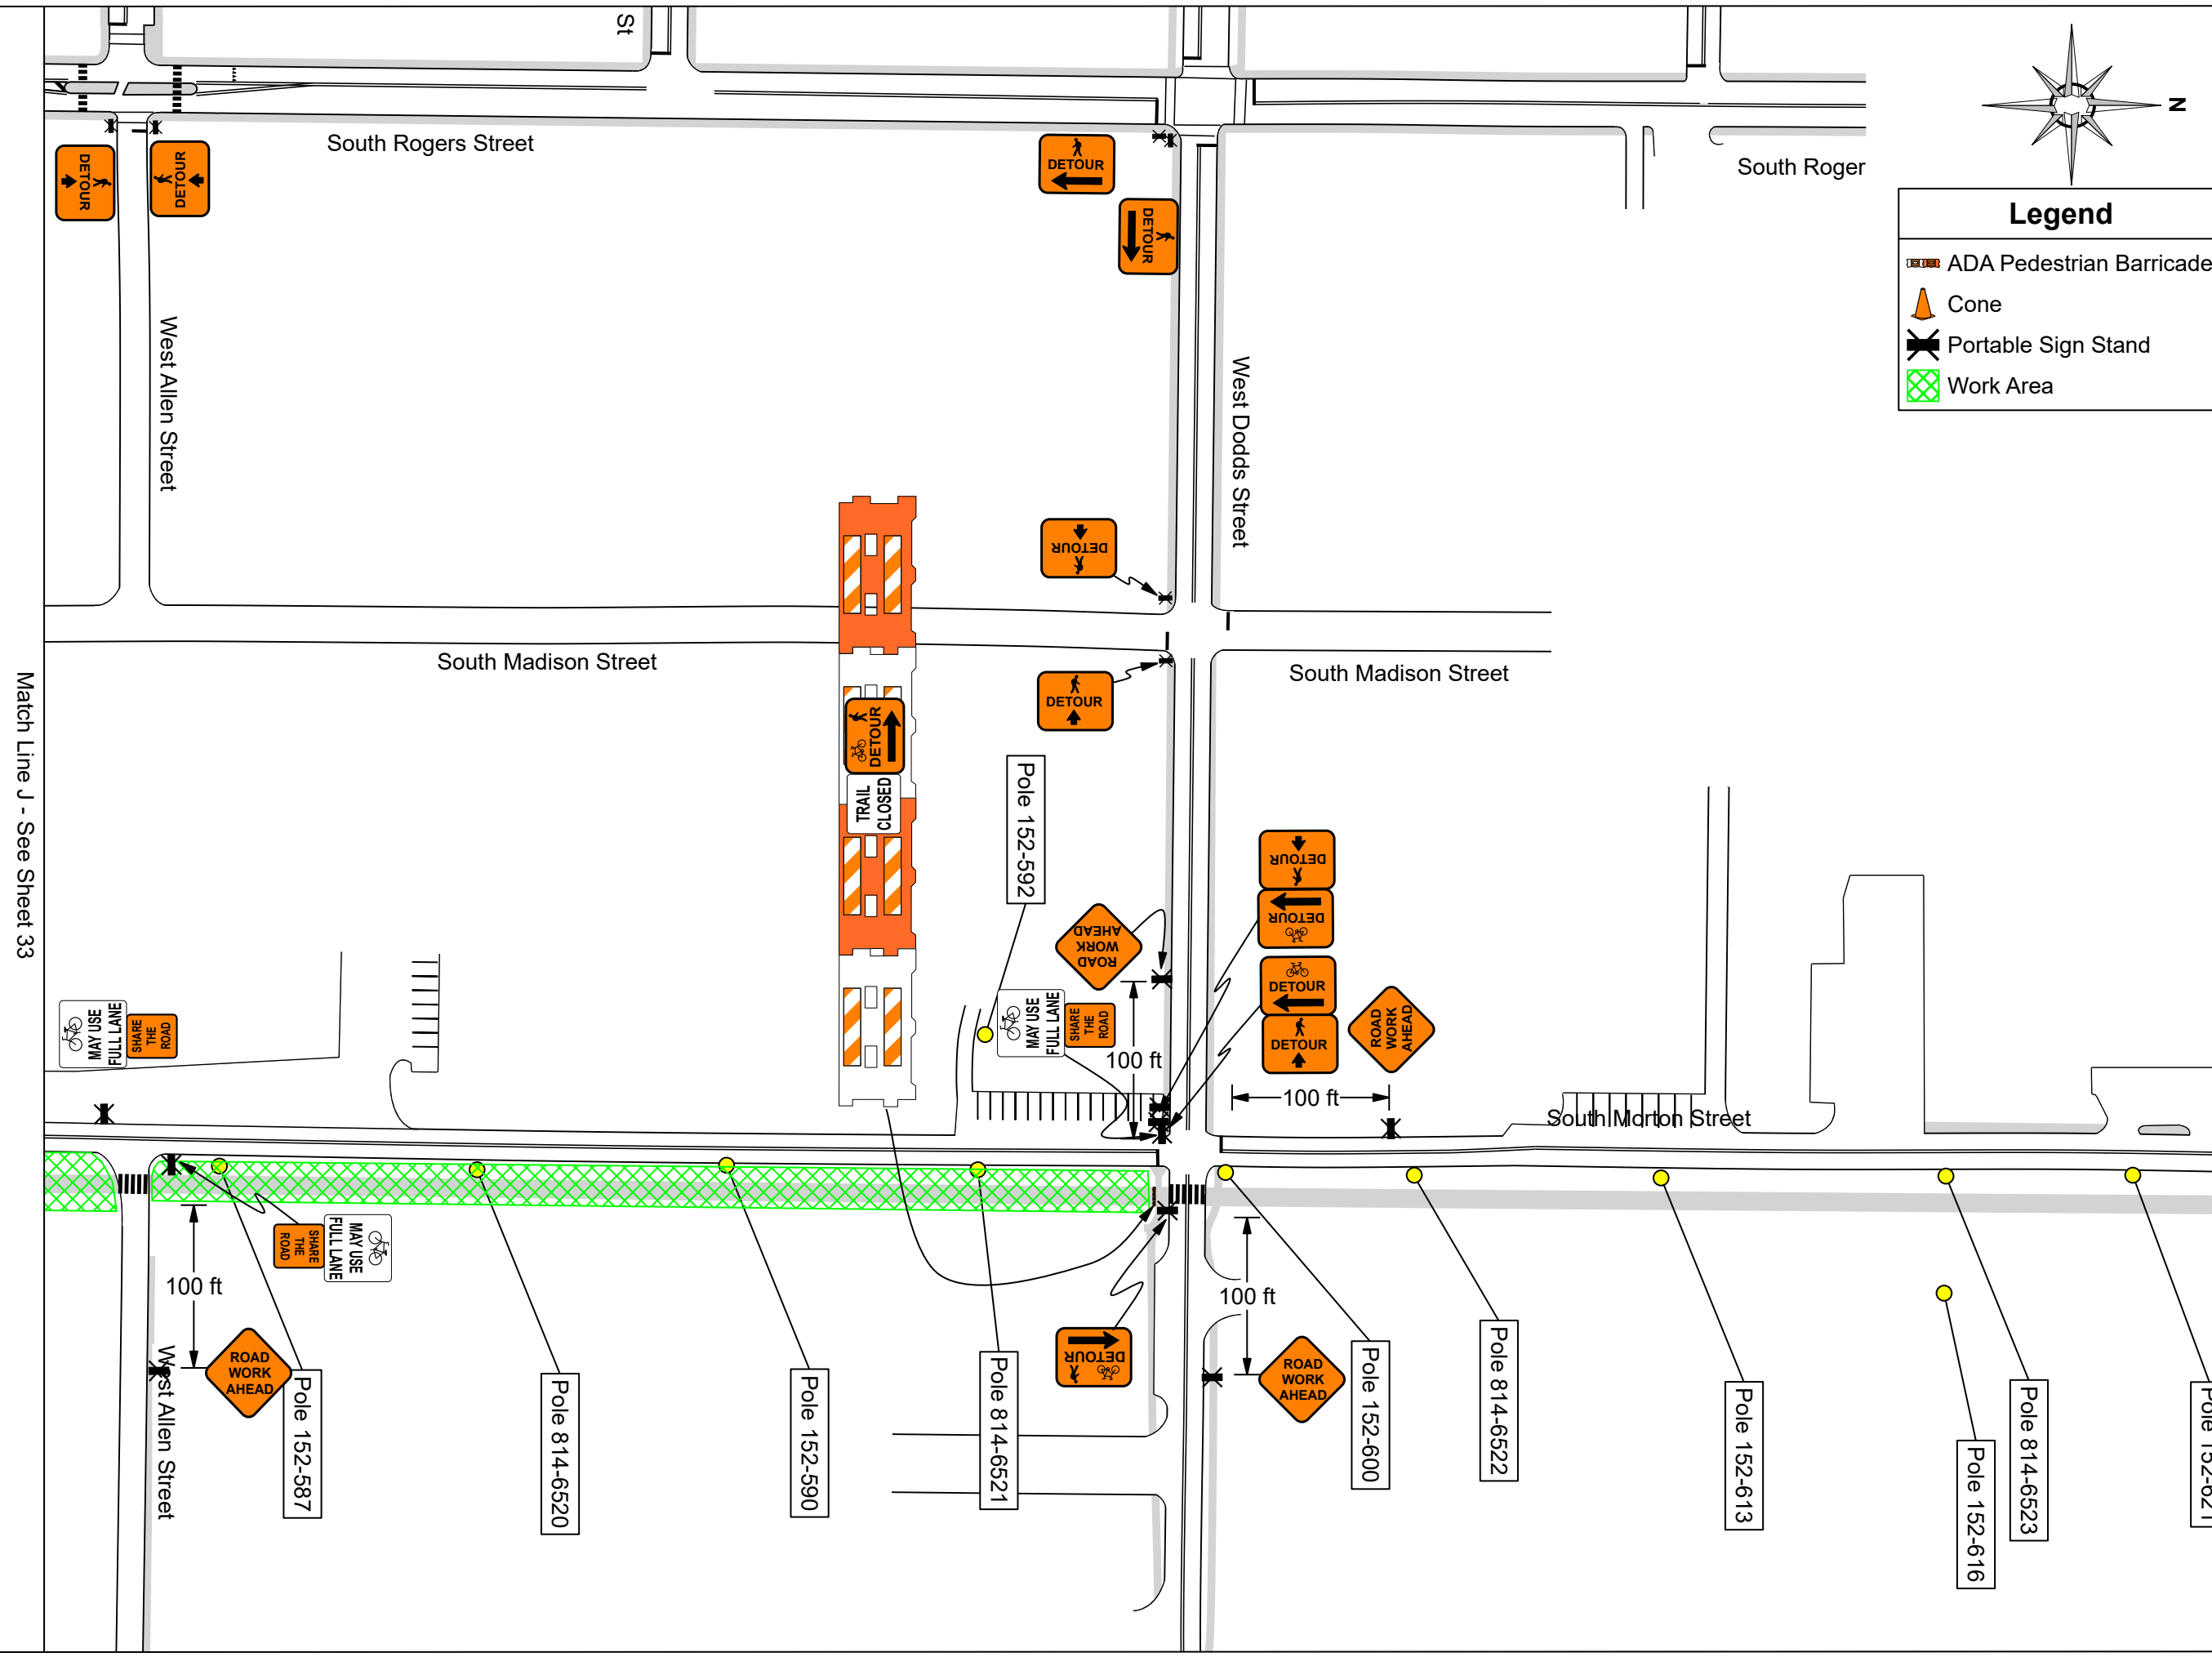 St
N
South Rogers Street
South Roger
Legend
ADA Pedestrian Barricade
Cone
Portable Sign Stand
Work Area
DETOUR
DETOUR
DETOUR
DETOUR
West Allen Street
West Dodds Street
DETOUR
DETOUR
South Madison Street
South Madison Street
Match Line J - See Sheet 33
DETOUR
TRAIL
CLOSED
Pole 152-592
ROAD
WORK
AHEAD
DETOUR
DETOUR
DETOUR
DETOUR
ROAD
WORK
AHEAD
MAY USE
FULL LANE
SHARE
THE
ROAD
MAY USE
FULL LANE
SHARE
THE
ROAD
100 ft
100 ft
South Morton Street
MAY USE
FULL LANE
SHARE
THE
ROAD
100 ft
100 ft
ROAD
WORK
AHEAD
DETOUR
ROAD
WORK
AHEAD
West Allen Street
Pole 152-587
Pole 814-6520
Pole 152-590
Pole 814-6521
Pole 152-600
Pole 814-6522
Pole 152-613
Pole 152-616
Pole 814-6523
Pole 152-621